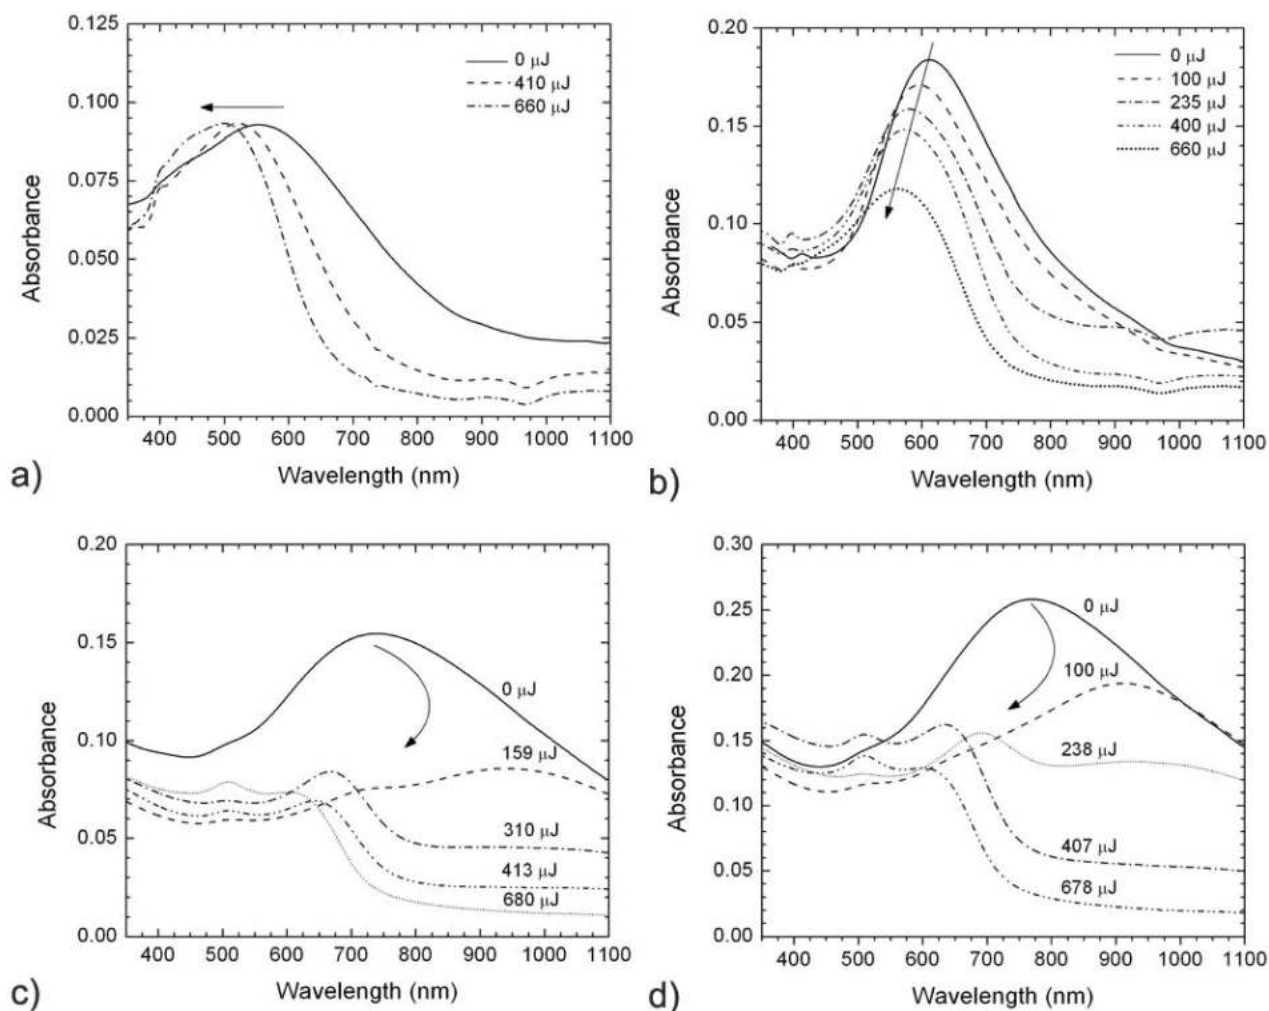 0.125
0.100
0.075
0.050
0.025
0.000
Absorbance
0 μJ
410 μJ
660 μJ
400 500 600 700 800 900 1000 1100
Wavelength (nm)
a)
0.20
0.15
0.10
0.05
0.00
Absorbance
0 μJ
100 μJ
235 μJ
400 μJ
660 μJ
400 500 600 700 800 900 1000 1100
Wavelength (nm)
b)
0.20
0.15
0.10
0.05
0.00
Absorbance
0 μJ
159 μJ
310 μJ
413 μJ
680 μJ
400 500 600 700 800 900 1000 1100
Wavelength (nm)
c)
0.30
0.25
0.20
0.15
0.10
0.05
0.00
Absorbance
0 μJ
100 μJ
238 μJ
407 μJ
678 μJ
400 500 600 700 800 900 1000 1100
Wavelength (nm)
d)